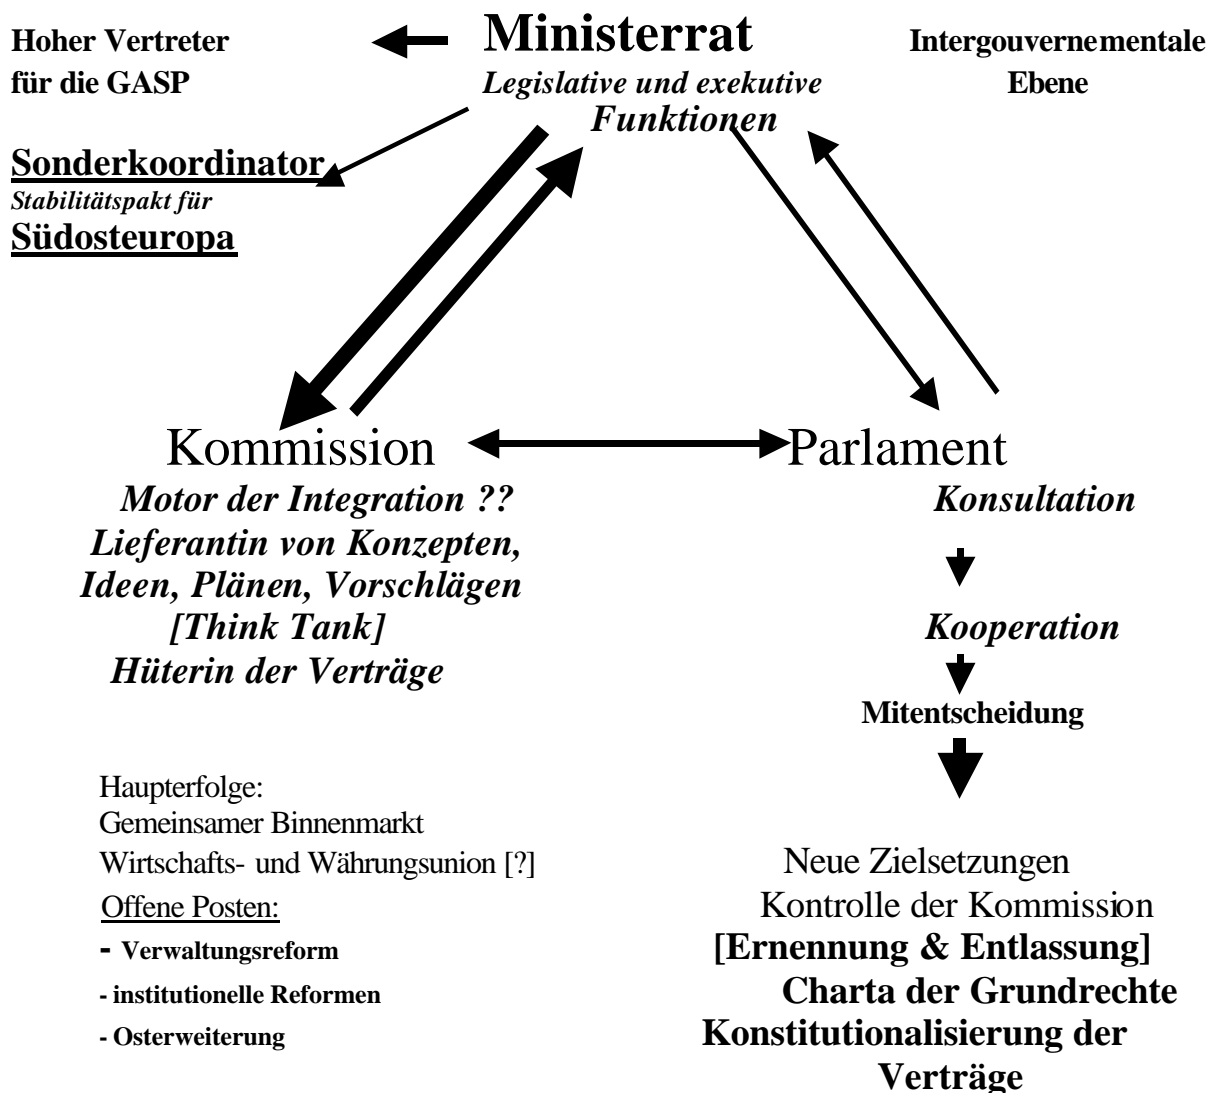 Hoher Vertreter
für die GASP
Ministerrat
Legislative und exekutive
Funktionen
Intergouvernementale
Ebene
Sonderkoordinator
Stabilitätspakt für
Südosteuropa
Kommission
Motor der Integration ??
Lieferantin von Konzepten,
Ideen, Plänen, Vorschlägen
[Think Tank]
Hüterin der Verträge
Parlament
Konsultation
Kooperation
Mitentscheidung
Haupterfolge:
Gemeinsamer Binnenmarkt
Wirtschafts- und Währungsunion [?]
Offene Posten:
- Verwaltungsreform
- institutionelle Reformen
- Osterweiterung
Neue Zielsetzungen
Kontrolle der Kommission
[Ernennung & Entlassung]
Charta der Grundrechte
Konstitutionalisierung der
Verträge